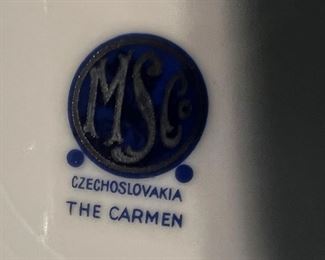 MSCo
CZECHOSLOVAKIA
THE CARMEN